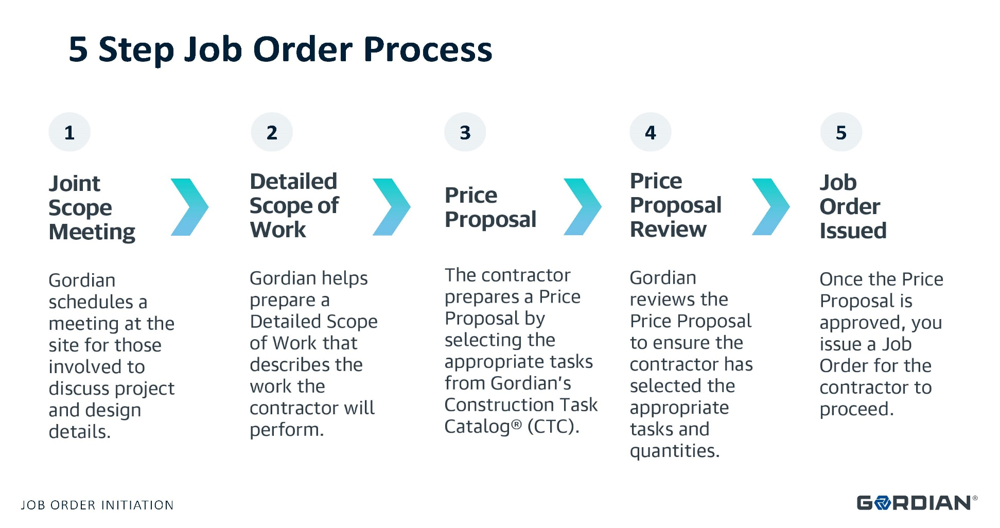 5 Step Job Order Process
1
Joint
Scope
Meeting
Gordian
schedules a
meeting at the
site for those
involved to
discuss project
and design
details.
2
Detailed
Scope of
Work
Gordian helps
prepare a
Detailed Scope
of Work that
describes the
work the
contractor will
perform.
3
Price
Proposal
The contractor
prepares a Price
Proposal by
selecting the
appropriate tasks
from Gordian's
Construction Task
Catalog® (CTC).
4
Price
Proposal
Review
Gordian
reviews the
Price Proposal
to ensure the
contractor has
selected the
appropriate
tasks and
quantities.
5
Job
Order
Issued
Once the Price
Proposal is
approved, you
issue a Job
Order for the
contractor to
proceed.
JOB ORDER INITIATION
GORDIAN®